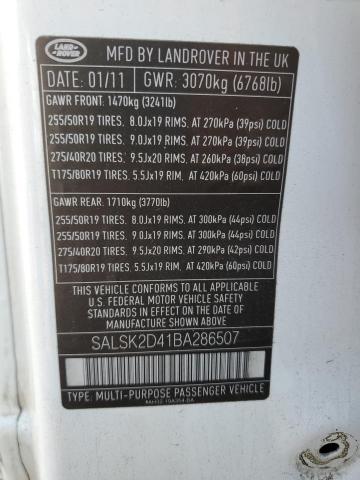 LAND-
ROVER
MFD BY LANDROVER IN THE UK
DATE: 01/11 GWR: 3070kg (6768lb)
GAWR FRONT: 1470kg (3241lb)
255/50R19 TIRES. 8.0Jx19 RIMS. AT 270kPa (39psi) COLD
255/50R19 TIRES. 9.0Jx19 RIMS. AT 270kPa (39psi) COLD
275/40R20 TIRES. 9.5Jx20 RIMS. AT 260kPa (38psi) COLD
T175/80R19 TIRES. 5.5Jx19 RIM, AT 420kPa (60psi) COLD
GAWR REAR: 1710kg (3770lb)
255/50R19 TIRES. 8.0Jx19 RIMS. AT 300kPa (44psi) COLD
255/50R19 TIRES. 9.0Jx19 RIMS. AT 300kPa (44psi) COLD
275/40R20 TIRES. 9.5Jx20 RIMS. AT 290kPa (42psi) COLD
T175/80R19 TIRES. 5.5Jx19 RIM, AT 420kPa (60psi) COLD
THIS VEHICLE CONFORMS TO ALL APPLICABLE
U.S. FEDERAL MOTOR VEHICLE SAFETY STANDARDS
IN EFFECT ON THE DATE OF
MANUFACTURE SHOWN ABOVE
SALSK2D41BA286507
TYPE: MULTI-PURPOSE PASSENGER VEHICLE